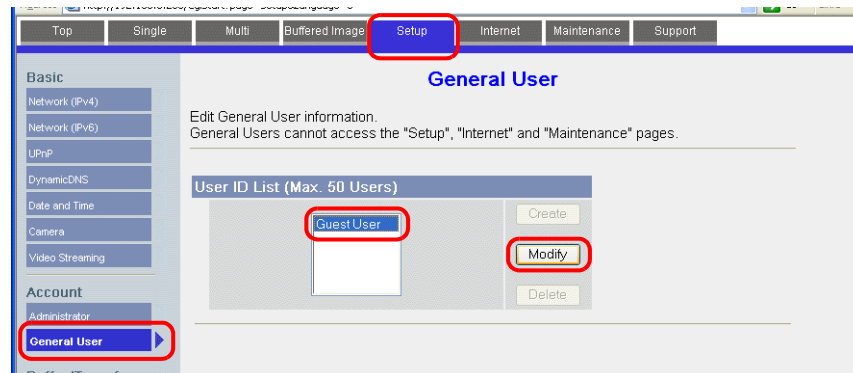 Top Single Multi Buffered Image Setup Internet Maintenance Support
Basic
Network (IPv4)
Network (IPv6)
UPnP
DynamicDNS
Date and Time
Camera
Video Streaming
Account
Administrator
General User
General User
Edit General User information.
General Users cannot access the "Setup", "Internet" and "Maintenance" pages.
User ID List (Max. 50 Users)
Guest User
Create
Modify
Delete